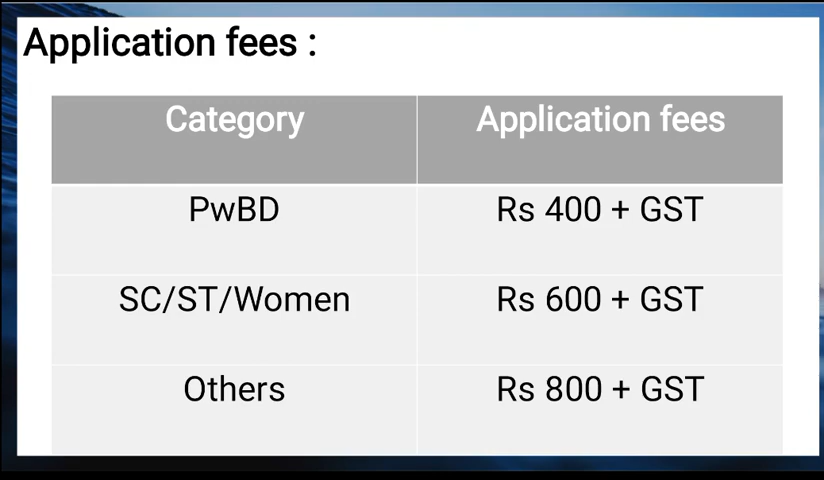 Application fees :
Category Application fees
PwBD Rs 400 + GST
SC/ST/Women Rs 600 + GST
Others Rs 800 + GST